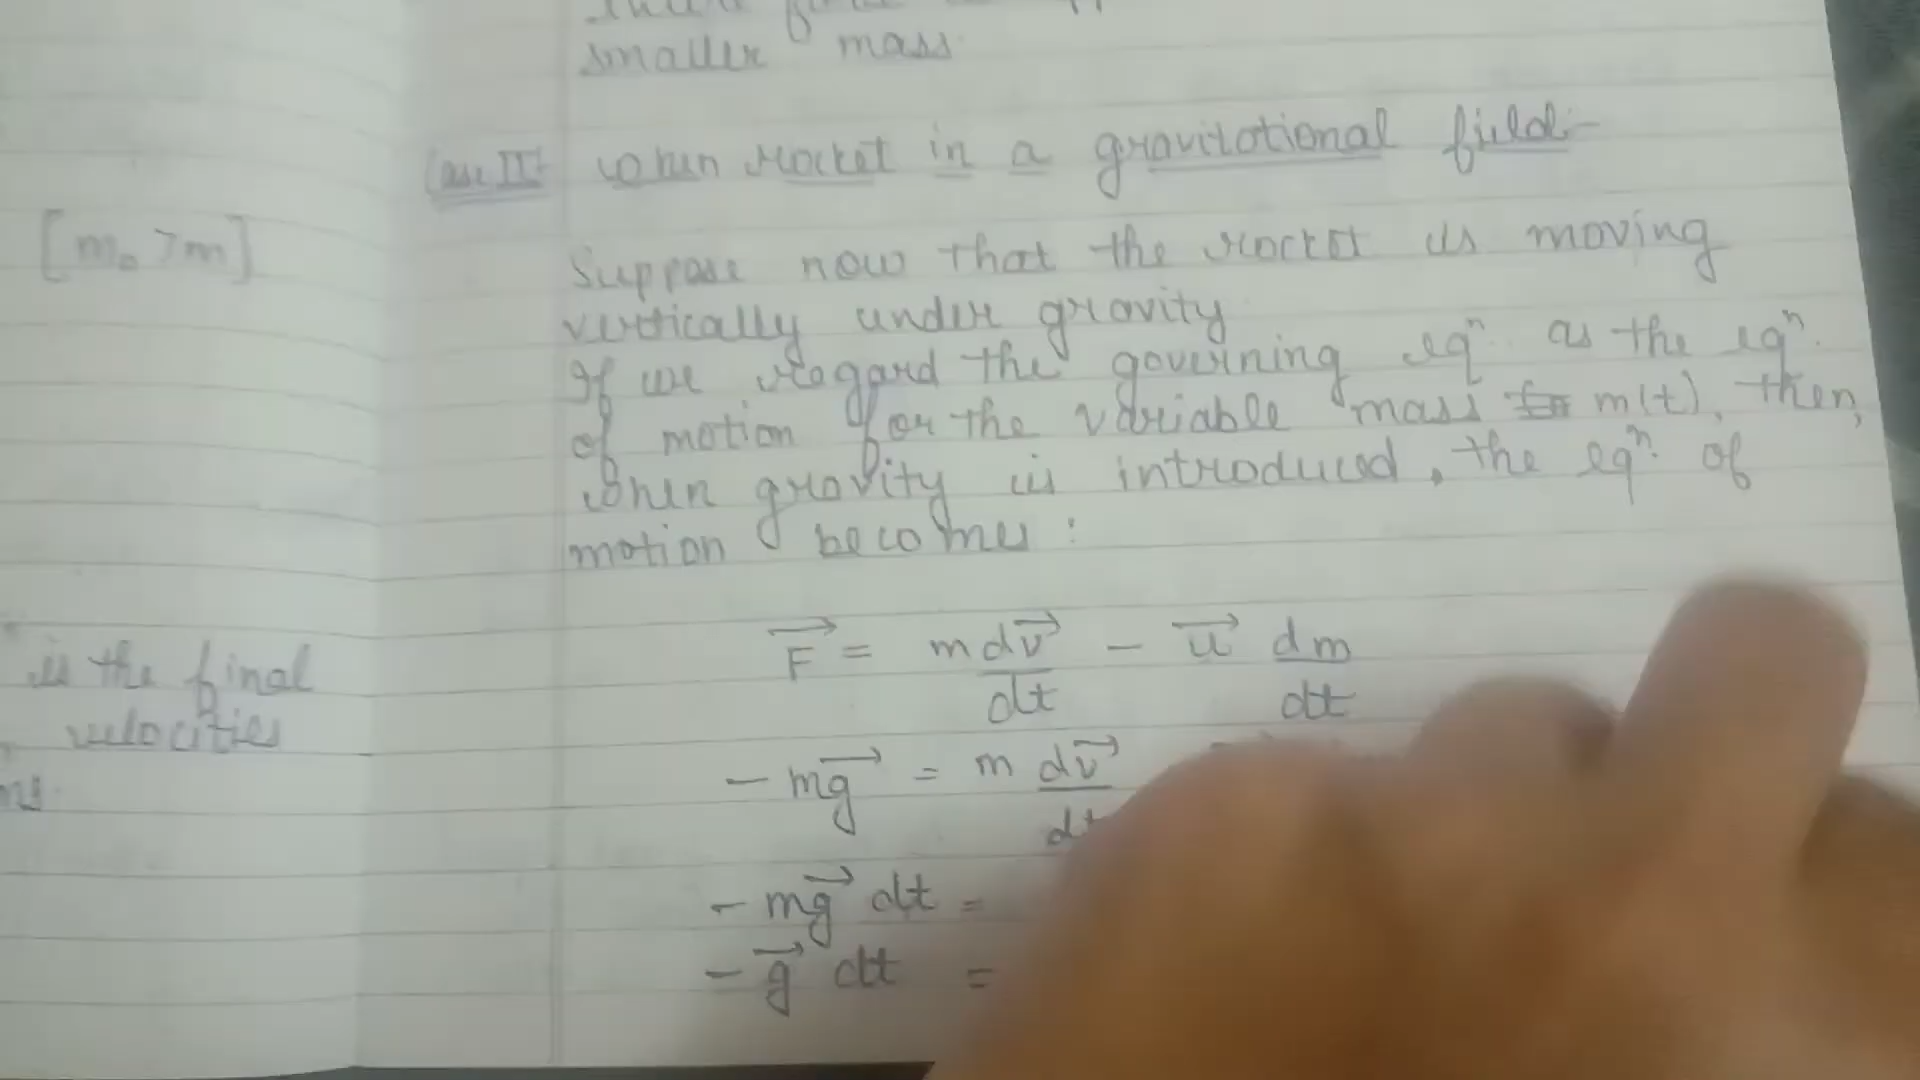 smaller mass
[m₀ > m]
is the final
velocities
Case II: When rocket in a gravitational field:-
Suppose now that the rocket is moving
vertically under gravity
If we regard the governing eqⁿ. as the eqⁿ.
of motion for the variable mass m(t), then,
when gravity is introduced, the eqⁿ. of
motion becomes :
F⃗ = m dv⃗/dt - u⃗ dm/dt
- mg⃗ = m dv⃗/dt
- mg⃗ dt =
- g⃗ dt =